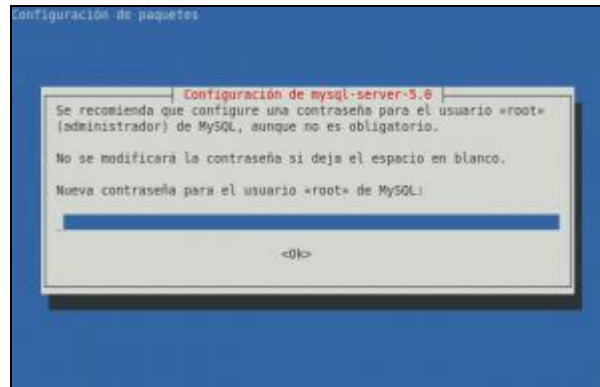 Configuración de paquetes
Configuración de mysql-server-5.0
Se recomienda que configure una contraseña para el usuario «root»
(administrador) de MySQL, aunque no es obligatorio.
No se modificará la contraseña si deja el espacio en blanco.
Nueva contraseña para el usuario «root» de MySQL:
<Ok>